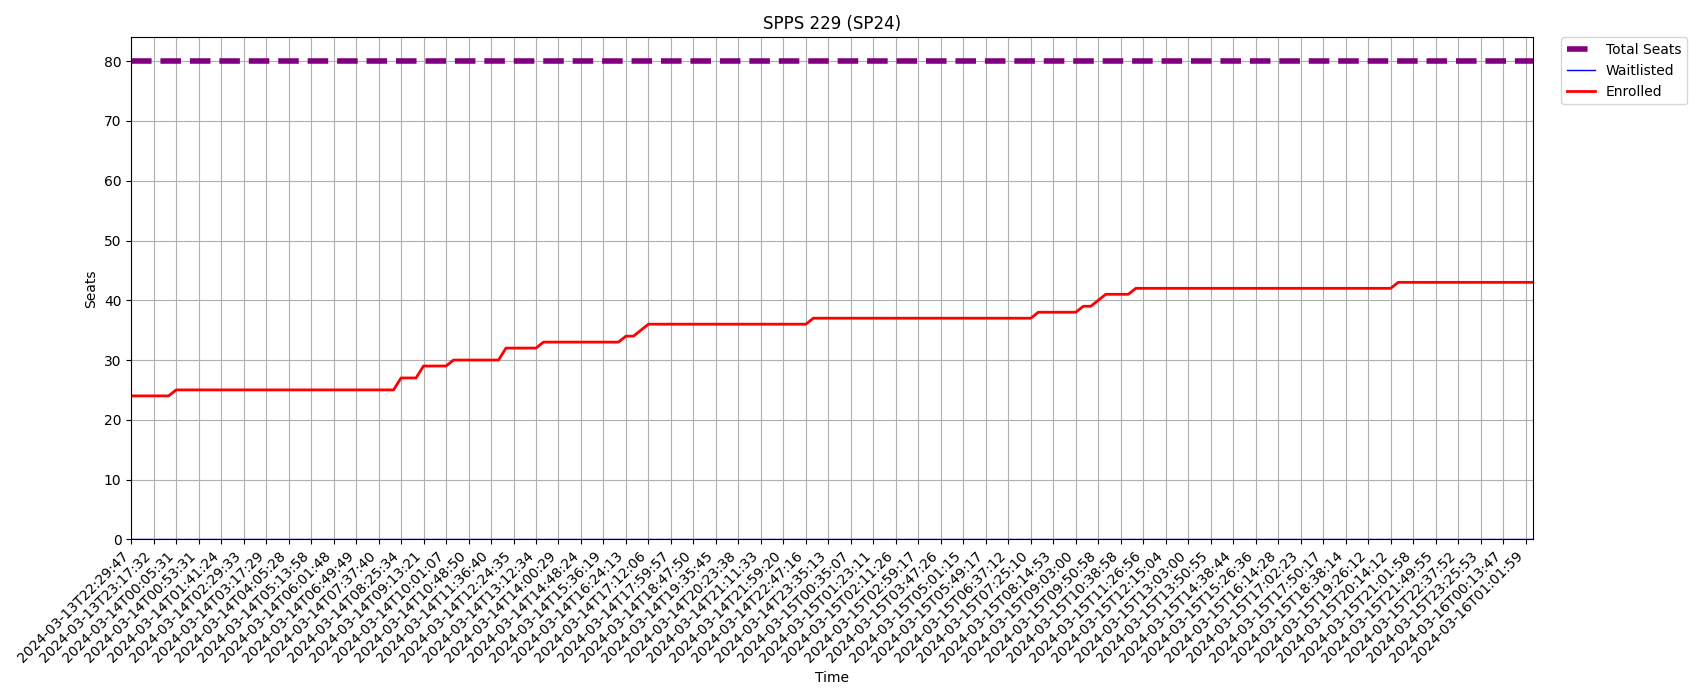 SPPS 229 (SP24)
Total Seats
Waitlisted
Enrolled
80
70
60
50
40
30
20
10
0
Seats
2024-03-13T22:29:47
2024-03-13T23:17:32
2024-03-14T00:05:31
2024-03-14T00:53:31
2024-03-14T01:41:24
2024-03-14T02:29:33
2024-03-14T03:17:29
2024-03-14T04:05:28
2024-03-14T05:13:58
2024-03-14T06:01:48
2024-03-14T06:49:49
2024-03-14T07:37:40
2024-03-14T08:25:34
2024-03-14T09:13:21
2024-03-14T10:01:07
2024-03-14T10:48:50
2024-03-14T11:36:40
2024-03-14T12:24:35
2024-03-14T13:12:34
2024-03-14T14:00:29
2024-03-14T14:48:24
2024-03-14T15:36:19
2024-03-14T16:24:13
2024-03-14T17:12:06
2024-03-14T17:59:57
2024-03-14T18:47:50
2024-03-14T19:35:45
2024-03-14T20:23:38
2024-03-14T21:11:33
2024-03-14T21:59:20
2024-03-14T22:47:16
2024-03-14T23:35:13
2024-03-15T00:35:07
2024-03-15T01:23:11
2024-03-15T02:11:26
2024-03-15T02:59:17
2024-03-15T03:47:26
2024-03-15T05:01:15
2024-03-15T05:49:17
2024-03-15T06:37:12
2024-03-15T07:25:10
2024-03-15T08:14:53
2024-03-15T09:03:00
2024-03-15T09:50:58
2024-03-15T10:38:58
2024-03-15T11:26:56
2024-03-15T12:15:04
2024-03-15T13:03:00
2024-03-15T13:50:55
2024-03-15T14:38:44
2024-03-15T15:26:36
2024-03-15T16:14:28
2024-03-15T17:02:23
2024-03-15T17:50:17
2024-03-15T18:38:14
2024-03-15T19:26:12
2024-03-15T20:14:12
2024-03-15T21:01:58
2024-03-15T21:49:55
2024-03-15T22:37:52
2024-03-15T23:25:53
2024-03-16T00:13:47
2024-03-16T01:01:59
Time